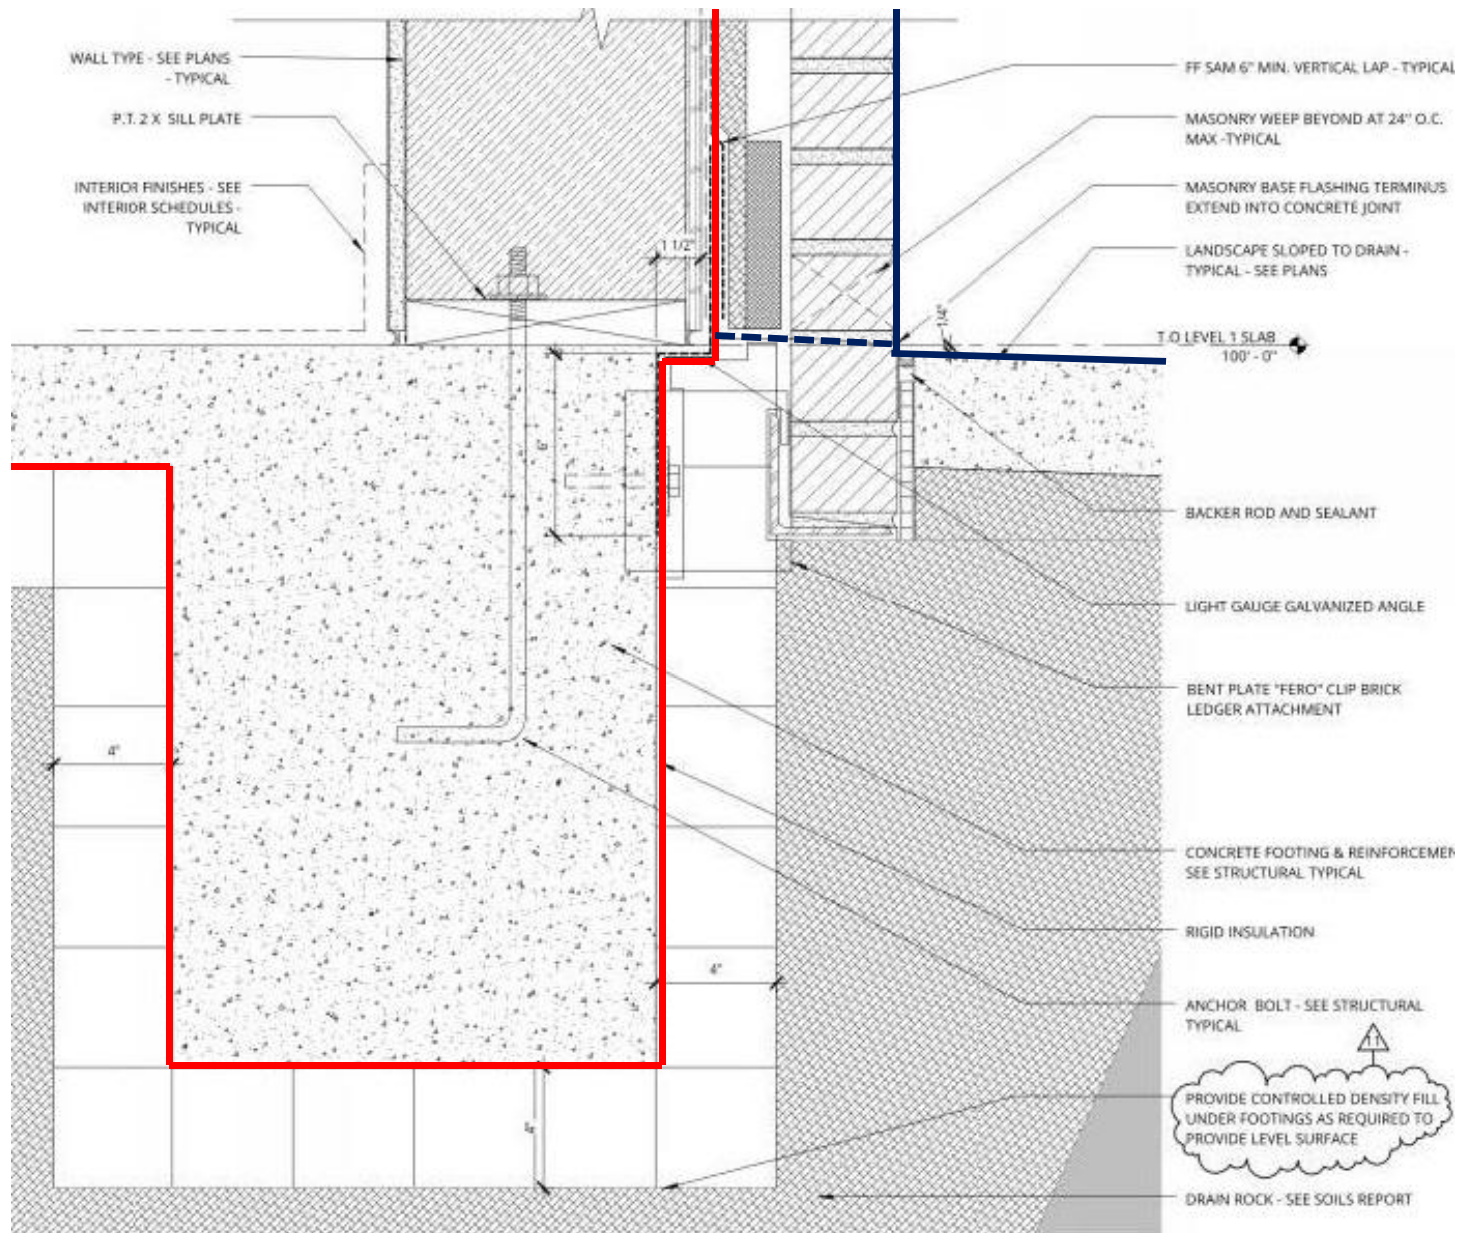 WALL TYPE - SEE PLANS
- TYPICAL
P.T. 2 X SILL PLATE
INTERIOR FINISHES - SEE
INTERIOR SCHEDULES -
TYPICAL
1 1/2"
6"
4"
4"
4"
1/4"
FF SAM 6" MIN. VERTICAL LAP - TYPICAL
MASONRY WEEP BEYOND AT 24" O.C.
MAX -TYPICAL
MASONRY BASE FLASHING TERMINUS
EXTEND INTO CONCRETE JOINT
LANDSCAPE SLOPED TO DRAIN -
TYPICAL - SEE PLANS
T.O LEVEL 1 SLAB
100' - 0"
BACKER ROD AND SEALANT
LIGHT GAUGE GALVANIZED ANGLE
BENT PLATE "FERO" CLIP BRICK
LEDGER ATTACHMENT
CONCRETE FOOTING & REINFORCEMEN
SEE STRUCTURAL TYPICAL
RIGID INSULATION
ANCHOR BOLT - SEE STRUCTURAL
TYPICAL
11
PROVIDE CONTROLLED DENSITY FILL
UNDER FOOTINGS AS REQUIRED TO
PROVIDE LEVEL SURFACE
DRAIN ROCK - SEE SOILS REPORT